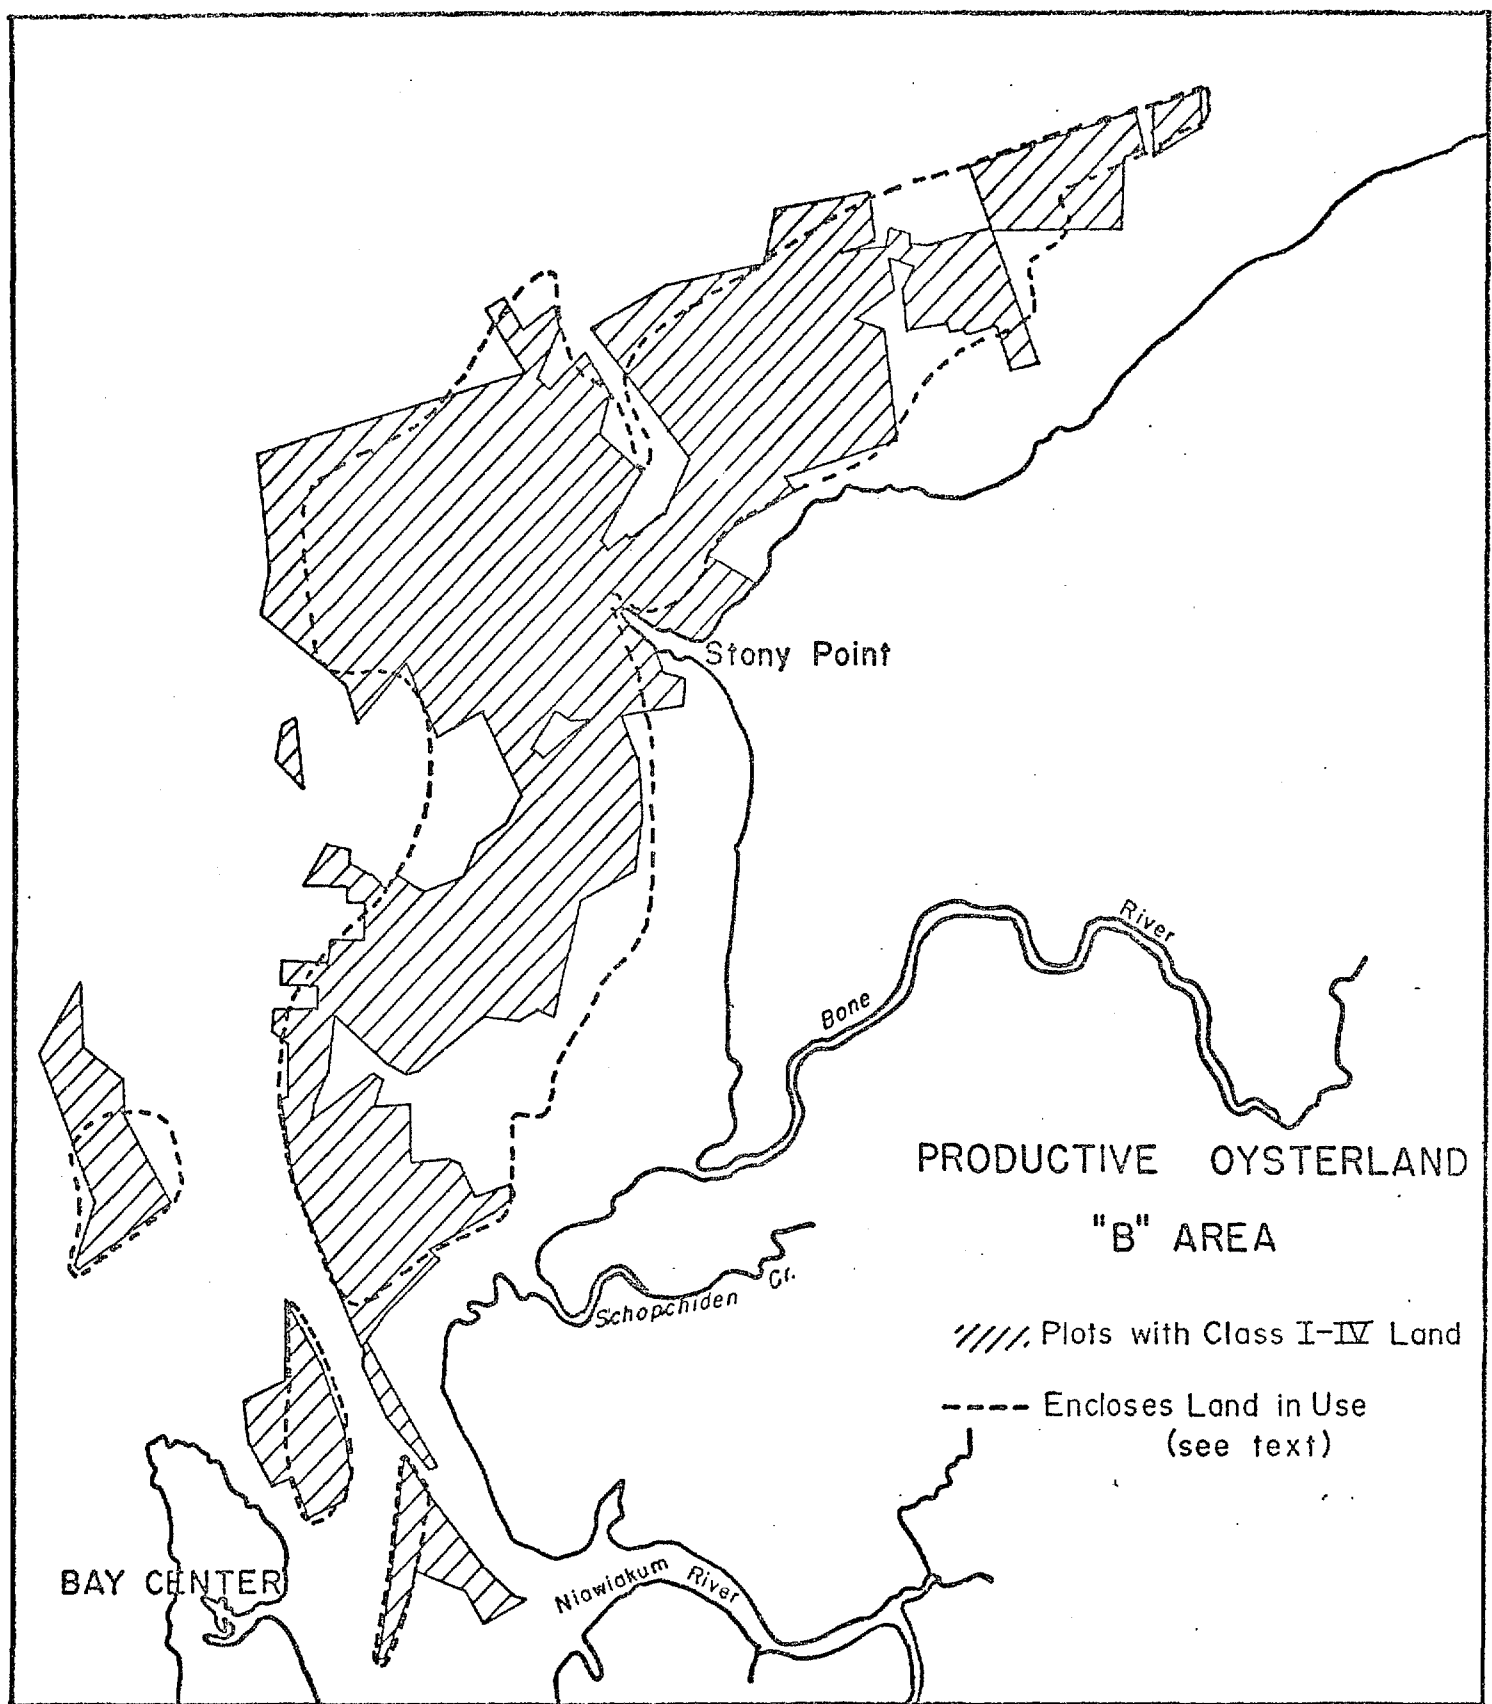 Stony Point
River
Bone
PRODUCTIVE OYSTERLAND
"B" AREA
Schopchiden Cr.
Plots with Class I-IV Land
Encloses Land in Use
(see text)
BAY CENTER
Niawiakum River